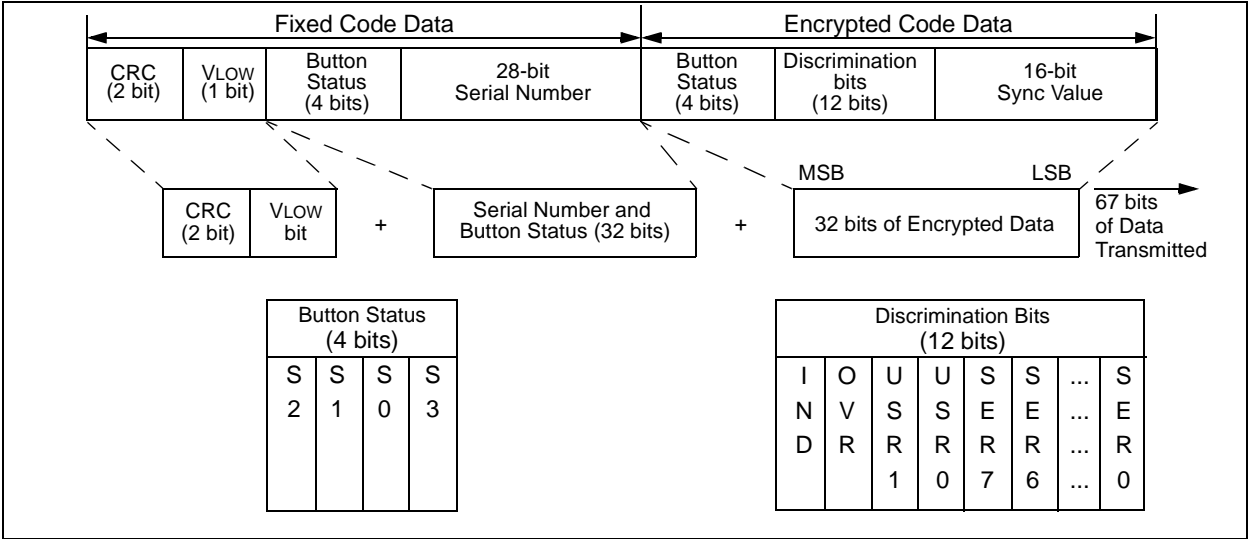 Fixed Code Data
Encrypted Code Data
CRC
(2 bit)
VLOW
(1 bit)
Button
Status
(4 bits)
28-bit
Serial Number
Button
Status
(4 bits)
Discrimination
bits
(12 bits)
16-bit
Sync Value
MSB
LSB
CRC
(2 bit)
VLOW
bit
+
Serial Number and
Button Status (32 bits)
+
32 bits of Encrypted Data
67 bits
of Data
Transmitted
Button Status
(4 bits)
S S S S
2 1 0 3
Discrimination Bits
(12 bits)
I O U U S S ... S
N V S S E E ... E
D R R R R R ... R
1 0 7 6 ... 0